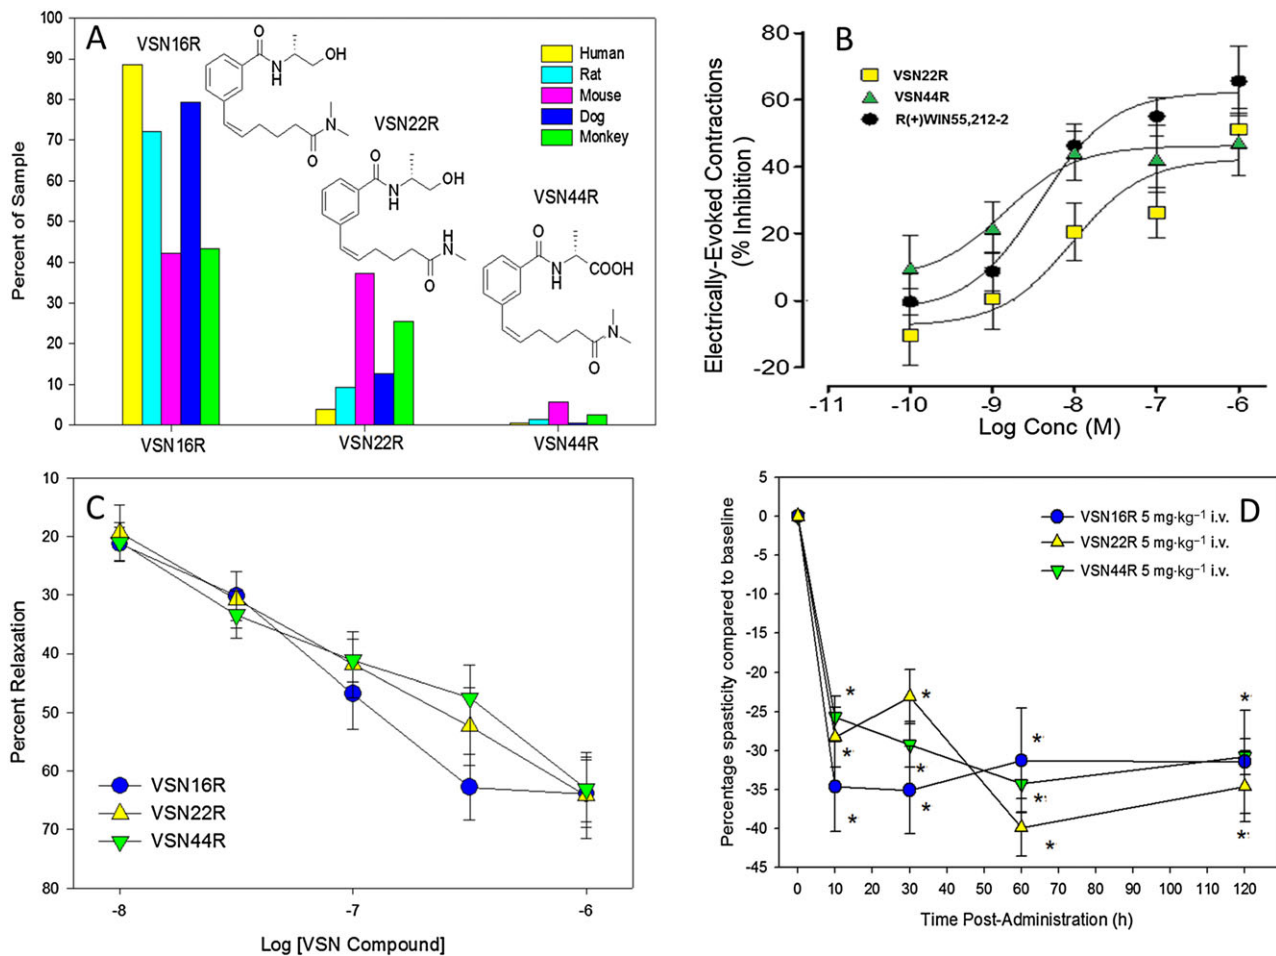 A
Percent of Sample
100
90
80
70
60
50
40
30
20
10
0
VSN16R
O
N
H
OH
N
O
Human
Rat
Mouse
Dog
Monkey
VSN22R
O
N
H
OH
H
N
O
VSN44R
O
N
H
COOH
N
O
VSN16R
VSN22R
VSN44R
B
Electrically-Evoked Contractions
(% Inhibition )
80
60
40
20
0
-20
VSN22R
VSN44R
R(+)WIN55,212-2
-11
-10
-9
-8
-7
-6
Log Conc (M)
C
Percent Relaxation
10
20
30
40
50
60
70
80
VSN16R
VSN22R
VSN44R
-8
-7
-6
Log [VSN Compound]
D
Percentage spasticity compared to baseline
5
0
-5
-10
-15
-20
-25
-30
-35
-40
-45
VSN16R 5 mg·kg⁻¹ i.v.
VSN22R 5 mg·kg⁻¹ i.v.
VSN44R 5 mg·kg⁻¹ i.v.
*
*
*
*
*
*
*
*
*
*
*
0
10
20
30
40
50
60
70
80
90
100
110
120
Time Post-Administration (h)